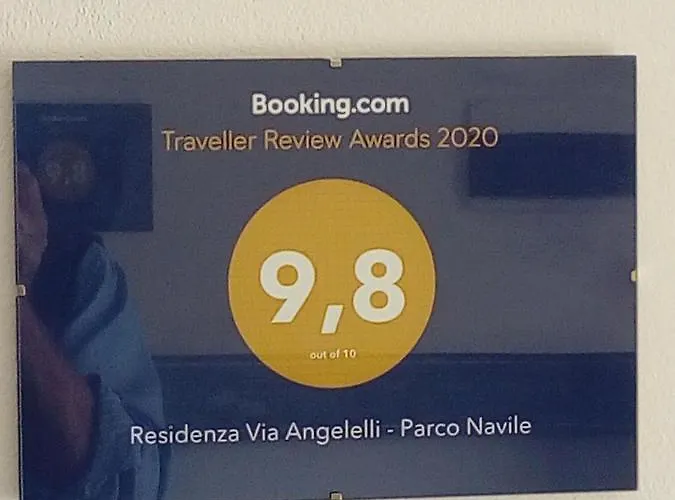 Booking.com
Traveller Review Awards 2020
9,8
out of 10
Residenza Via Angelelli - Parco Navile